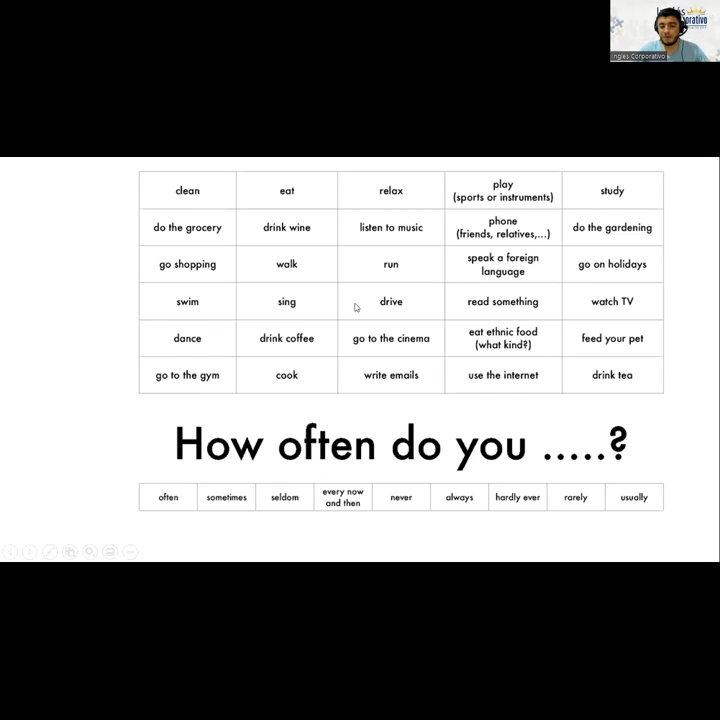 Inglés
Corporativo
Inglés Corporativo
clean
eat
relax
play
(sports or instruments)
study
do the grocery
drink wine
listen to music
phone
(friends, relatives,...)
do the gardening
go shopping
walk
run
speak a foreign
language
go on holidays
swim
sing
drive
read something
watch TV
dance
drink coffee
go to the cinema
eat ethnic food
(what kind?)
feed your pet
go to the gym
cook
write emails
use the internet
drink tea
How often do you .....?
often
sometimes
seldom
every now
and then
never
always
hardly ever
rarely
usually